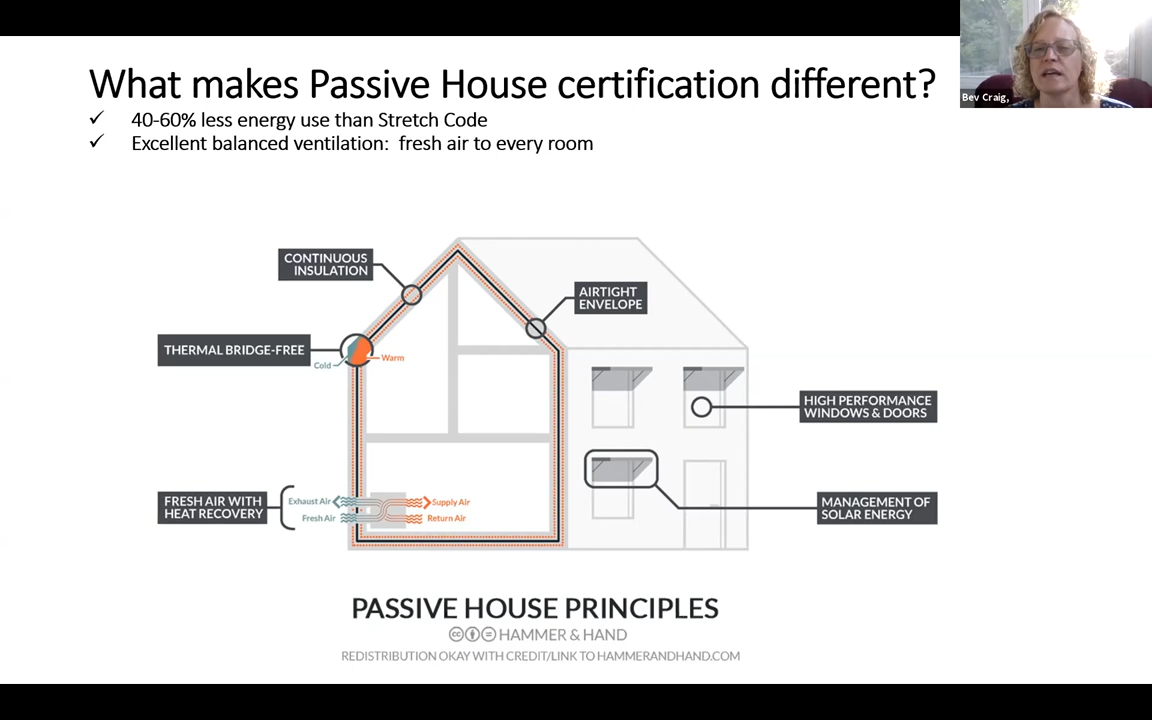 What makes Passive House certification different?
✓ 40-60% less energy use than Stretch Code
✓ Excellent balanced ventilation: fresh air to every room
Bev Craig,
CONTINUOUS
INSULATION
AIRTIGHT
ENVELOPE
THERMAL BRIDGE-FREE
Cold
Warm
HIGH PERFORMANCE
WINDOWS & DOORS
FRESH AIR WITH
HEAT RECOVERY
Exhaust Air
Supply Air
Fresh Air
Return Air
MANAGEMENT OF
SOLAR ENERGY
PASSIVE HOUSE PRINCIPLES
HAMMER & HAND
REDISTRIBUTION OKAY WITH CREDIT/LINK TO HAMMERANDHAND.COM